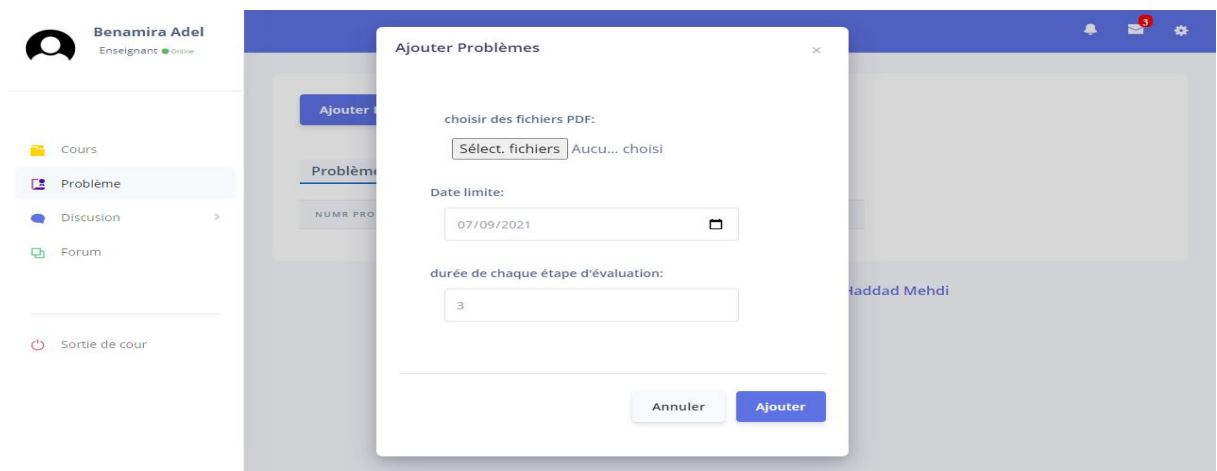 Benamira Adel
Enseignant Online
3
Cours
Problème
Discusion
Forum
Sortie de cour
Ajouter
Problème
NUMR PRO
Haddad Mehdi
Ajouter Problèmes
×
choisir des fichiers PDF:
Sélect. fichiers Aucu... choisi
Date limite:
07/09/2021
durée de chaque étape d'évaluation:
3
Annuler
Ajouter